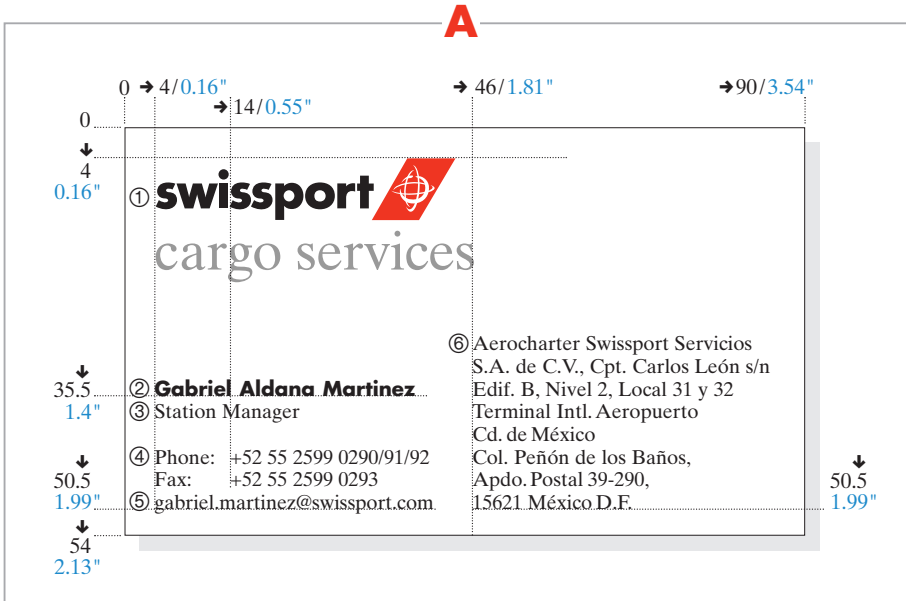 A
0 → 4/0.16" → 46/1.81" → 90/3.54"
→ 14/0.55"
0
↓
4
0.16"
① swissport
cargo services
⑥ Aerocharter Swissport Servicios
S.A. de C.V., Cpt. Carlos León s/n
↓
35.5 ② Gabriel Aldana Martinez Edif. B, Nivel 2, Local 31 y 32
1.4" ③ Station Manager Terminal Intl. Aeropuerto
Cd. de México
↓ ④ Phone: +52 55 2599 0290/91/92 Col. Peñón de los Baños, ↓
50.5 Fax: +52 55 2599 0293 Apdo. Postal 39-290, 50.5
1.99" ⑤ gabriel.martinez@swissport.com 15621 México D.F. 1.99"
↓
54
2.13"